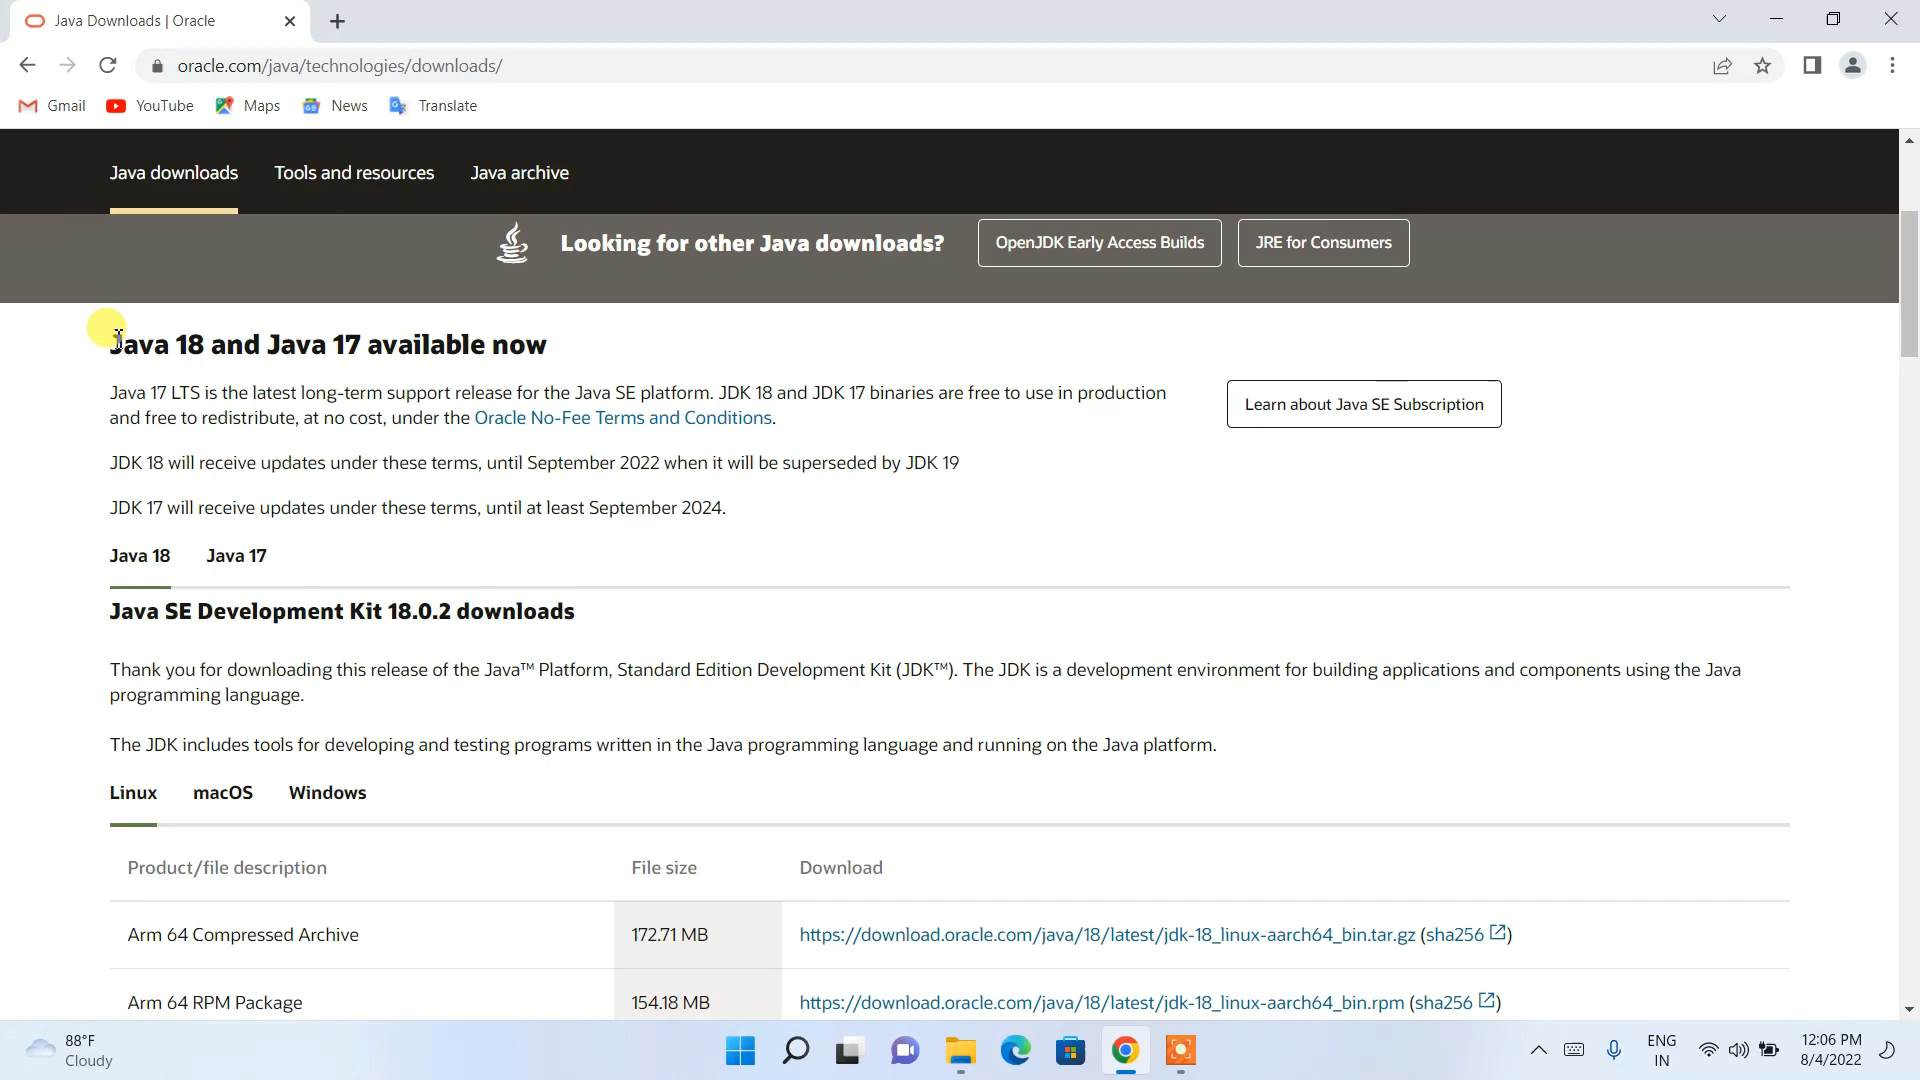 Java Downloads | Oracle
oracle.com/java/technologies/downloads/
Gmail YouTube Maps News Translate
Java downloads Tools and resources Java archive
Looking for other Java downloads? OpenJDK Early Access Builds JRE for Consumers
Java 18 and Java 17 available now
Java 17 LTS is the latest long-term support release for the Java SE platform. JDK 18 and JDK 17 binaries are free to use in production
and free to redistribute, at no cost, under the Oracle No-Fee Terms and Conditions.
Learn about Java SE Subscription
JDK 18 will receive updates under these terms, until September 2022 when it will be superseded by JDK 19
JDK 17 will receive updates under these terms, until at least September 2024.
Java 18 Java 17
Java SE Development Kit 18.0.2 downloads
Thank you for downloading this release of the Java™ Platform, Standard Edition Development Kit (JDK™). The JDK is a development environment for building applications and components using the Java
programming language.
The JDK includes tools for developing and testing programs written in the Java programming language and running on the Java platform.
Linux macOS Windows
Product/file description File size Download
Arm 64 Compressed Archive 172.71 MB https://download.oracle.com/java/18/latest/jdk-18_linux-aarch64_bin.tar.gz (sha256)
Arm 64 RPM Package 154.18 MB https://download.oracle.com/java/18/latest/jdk-18_linux-aarch64_bin.rpm (sha256)
88°F
Cloudy
ENG
IN
12:06 PM
8/4/2022